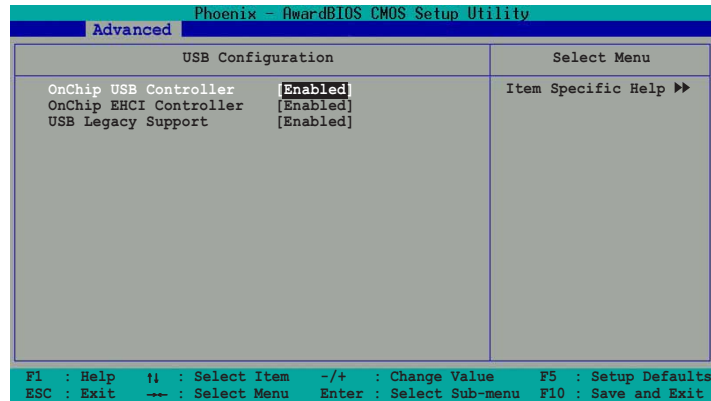 Phoenix - AwardBIOS CMOS Setup Utility
Advanced
USB Configuration
Select Menu
OnChip USB Controller [Enabled]
OnChip EHCI Controller [Enabled]
USB Legacy Support [Enabled]
Item Specific Help ▶▶
F1 : Help ↑↓ : Select Item -/+ : Change Value F5 : Setup Defaults
ESC : Exit →← : Select Menu Enter : Select Sub-menu F10 : Save and Exit